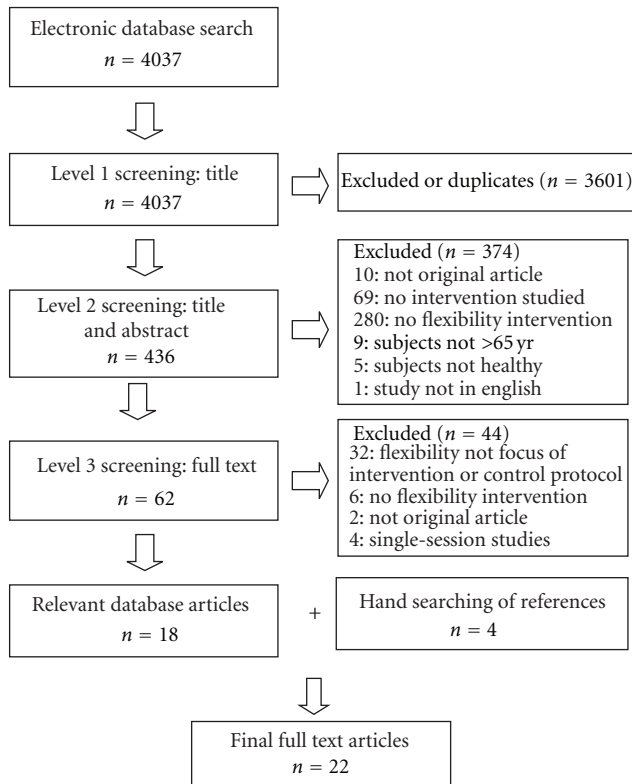 Electronic database search
n = 4037
Level 1 screening: title
n = 4037
Excluded or duplicates (n = 3601)
Level 2 screening: title
and abstract
n = 436
Excluded (n = 374)
10: not original article
69: no intervention studied
280: no flexibility intervention
9: subjects not >65 yr
5: subjects not healthy
1: study not in english
Level 3 screening: full text
n = 62
Excluded (n = 44)
32: flexibility not focus of
intervention or control protocol
6: no flexibility intervention
2: not original article
4: single-session studies
Relevant database articles
n = 18
+
Hand searching of references
n = 4
Final full text articles
n = 22